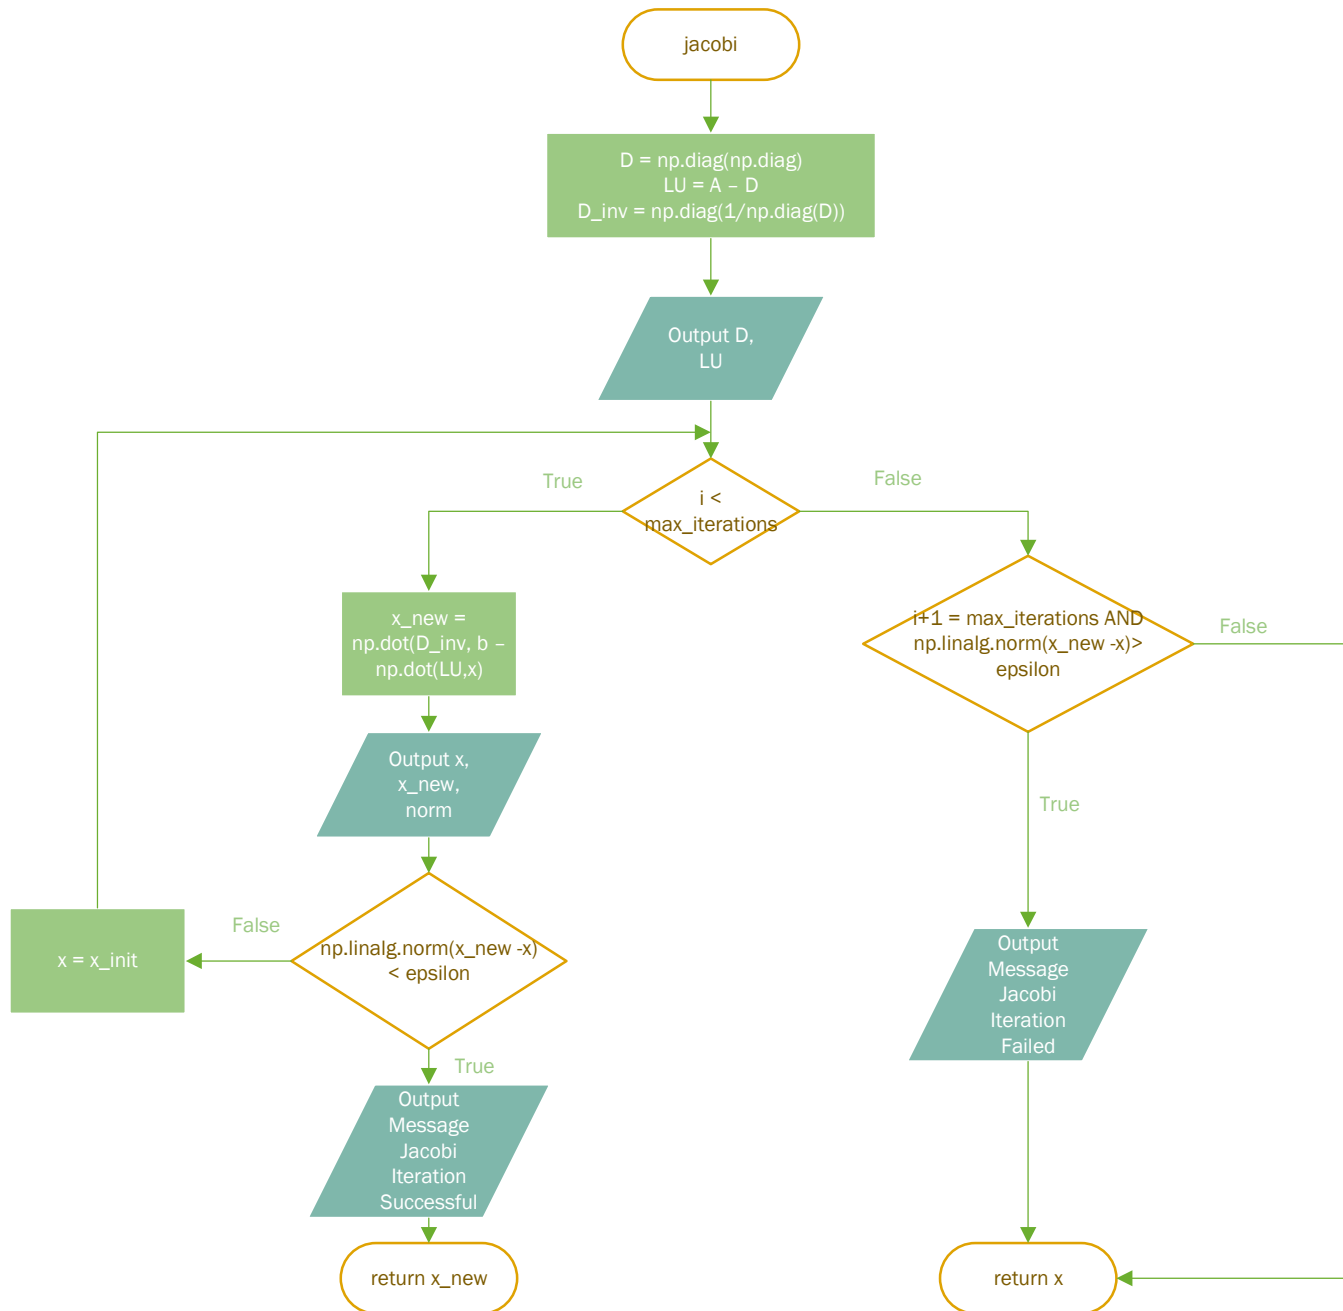 jacobi
D = np.diag(np.diag)
LU = A – D
D_inv = np.diag(1/np.diag(D))
Output D,
LU
True
False
i <
max_iterations
x_new =
np.dot(D_inv, b –
np.dot(LU,x)
i+1 = max_iterations AND
np.linalg.norm(x_new -x)>
epsilon
False
Output x,
x_new,
norm
True
False
np.linalg.norm(x_new -x)
< epsilon
x = x_init
Output
Message
Jacobi
Iteration
Failed
True
Output
Message
Jacobi
Iteration
Successful
return x_new
return x